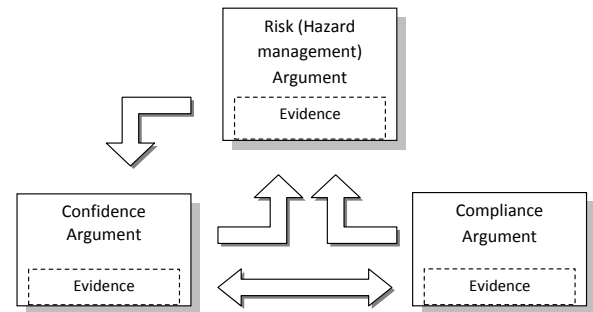 Risk (Hazard
management)
Argument
Evidence
Confidence
Argument
Evidence
Compliance
Argument
Evidence